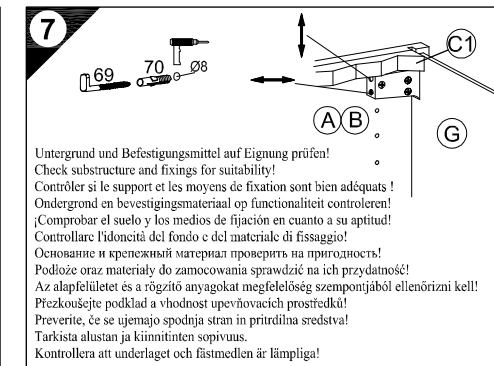 7
69
70
Ø8
C1
A
B
G
Untergrund und Befestigungsmittel auf Eignung prüfen!
Check substructure and fixings for suitability!
Contrôler si le support et les moyens de fixation sont bien adéquats !
Ondergrond en bevestigingsmateriaal op functionaliteit controleren!
¡Comprobar el suelo y los medios de fijación en cuanto a su aptitud!
Controllare l'idoncità del fondo e del materiale di fissaggio!
Основание и крепежный материал проверить на пригодность!
Podłoże oraz materiały do zamocowania sprawdzić na ich przydatność!
Az alapfelületet és a rögzítő anyagokat megfelelőség szempontjából ellenőrizni kell!
Přezkoušejte podklad a vhodnost upevňovacích prostředků!
Preverite, če se ujemajo spodnja stran in pritrdilna sredstva!
Tarkista alustan ja kiinnitinten sopivuus.
Kontrollera att underlaget och fästmedlen är lämpliga!